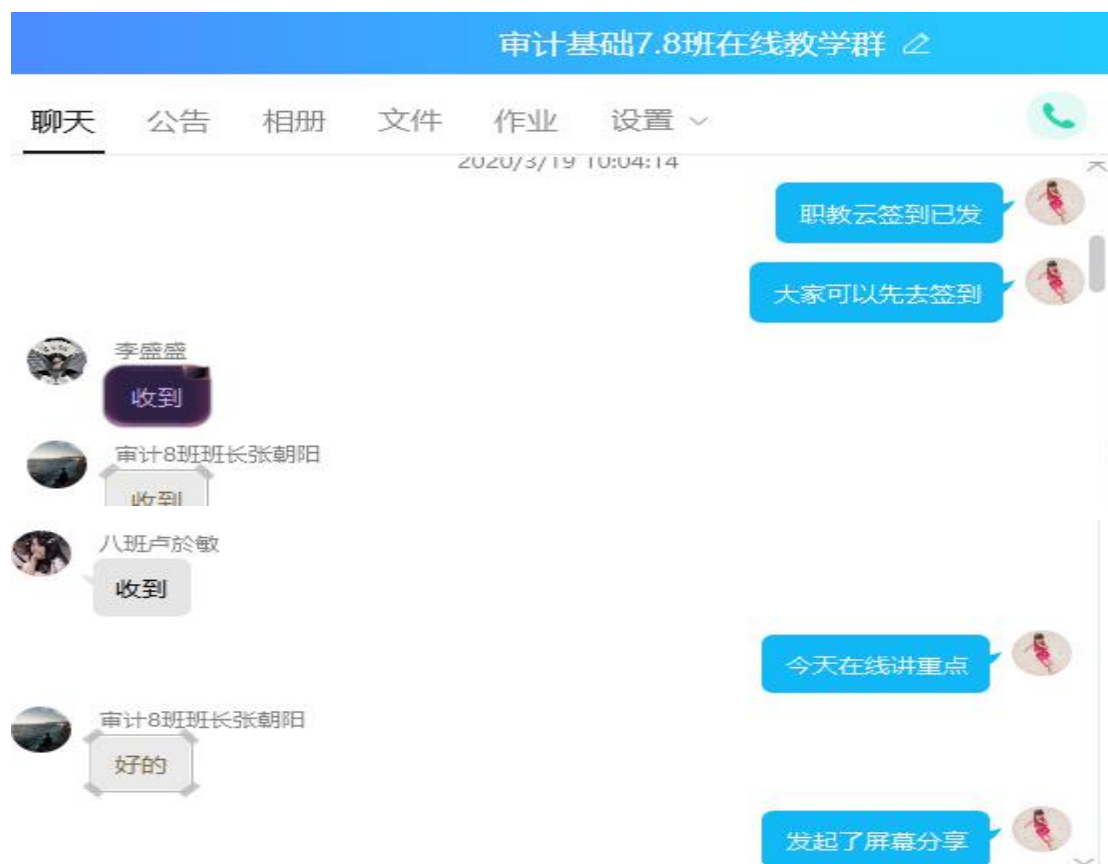 审计基础7.8班在线教学群
聊天 公告 相册 文件 作业 设置
2020/3/19 10:04:14
职教云签到已发
大家可以先去签到
李盛盛
收到
审计8班班长张朝阳
收到
八班卢於敏
收到
今天在线讲重点
审计8班班长张朝阳
好的
发起了屏幕分享